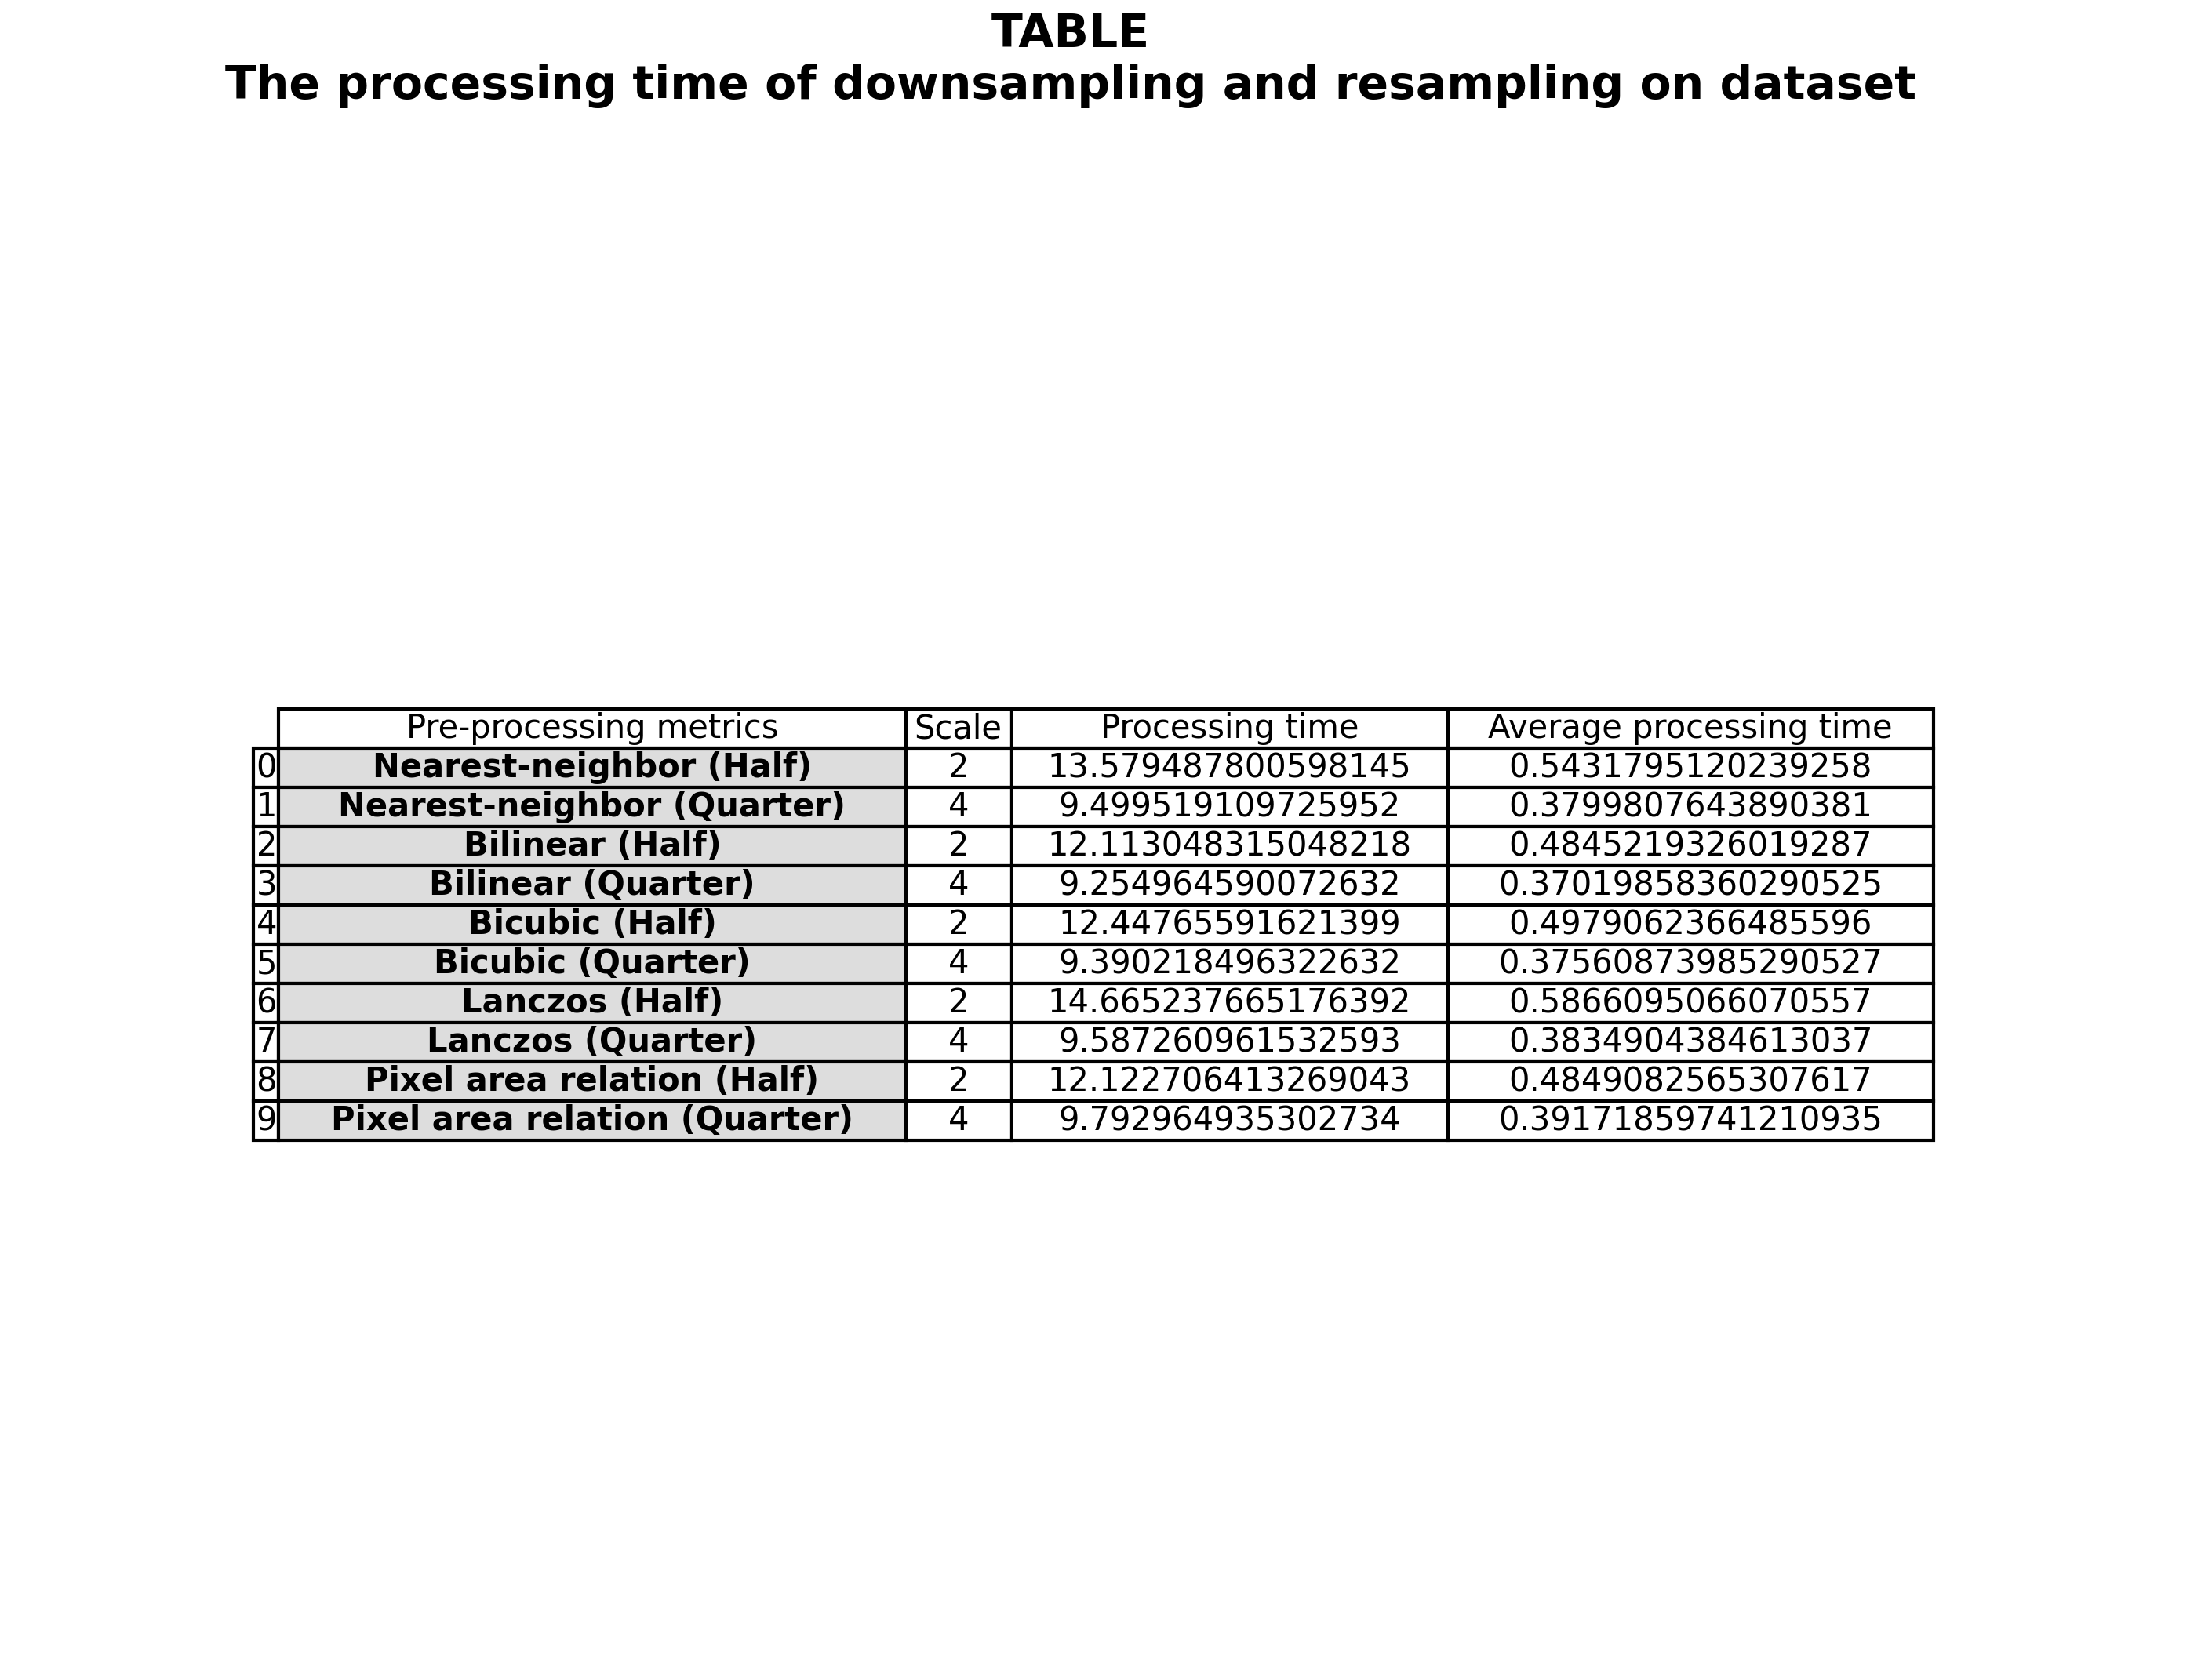 TABLE
The processing time of downsampling and resampling on dataset
Pre-processing metrics Scale Processing time Average processing time
0 Nearest-neighbor (Half) 2 13.579487800598145 0.5431795120239258
1 Nearest-neighbor (Quarter) 4 9.499519109725952 0.3799807643890381
2 Bilinear (Half) 2 12.113048315048218 0.4845219326019287
3 Bilinear (Quarter) 4 9.254964590072632 0.37019858360290525
4 Bicubic (Half) 2 12.44765591621399 0.4979062366485596
5 Bicubic (Quarter) 4 9.390218496322632 0.37560873985290527
6 Lanczos (Half) 2 14.665237665176392 0.5866095066070557
7 Lanczos (Quarter) 4 9.587260961532593 0.3834904384613037
8 Pixel area relation (Half) 2 12.122706413269043 0.4849082565307617
9 Pixel area relation (Quarter) 4 9.792964935302734 0.39171859741210935